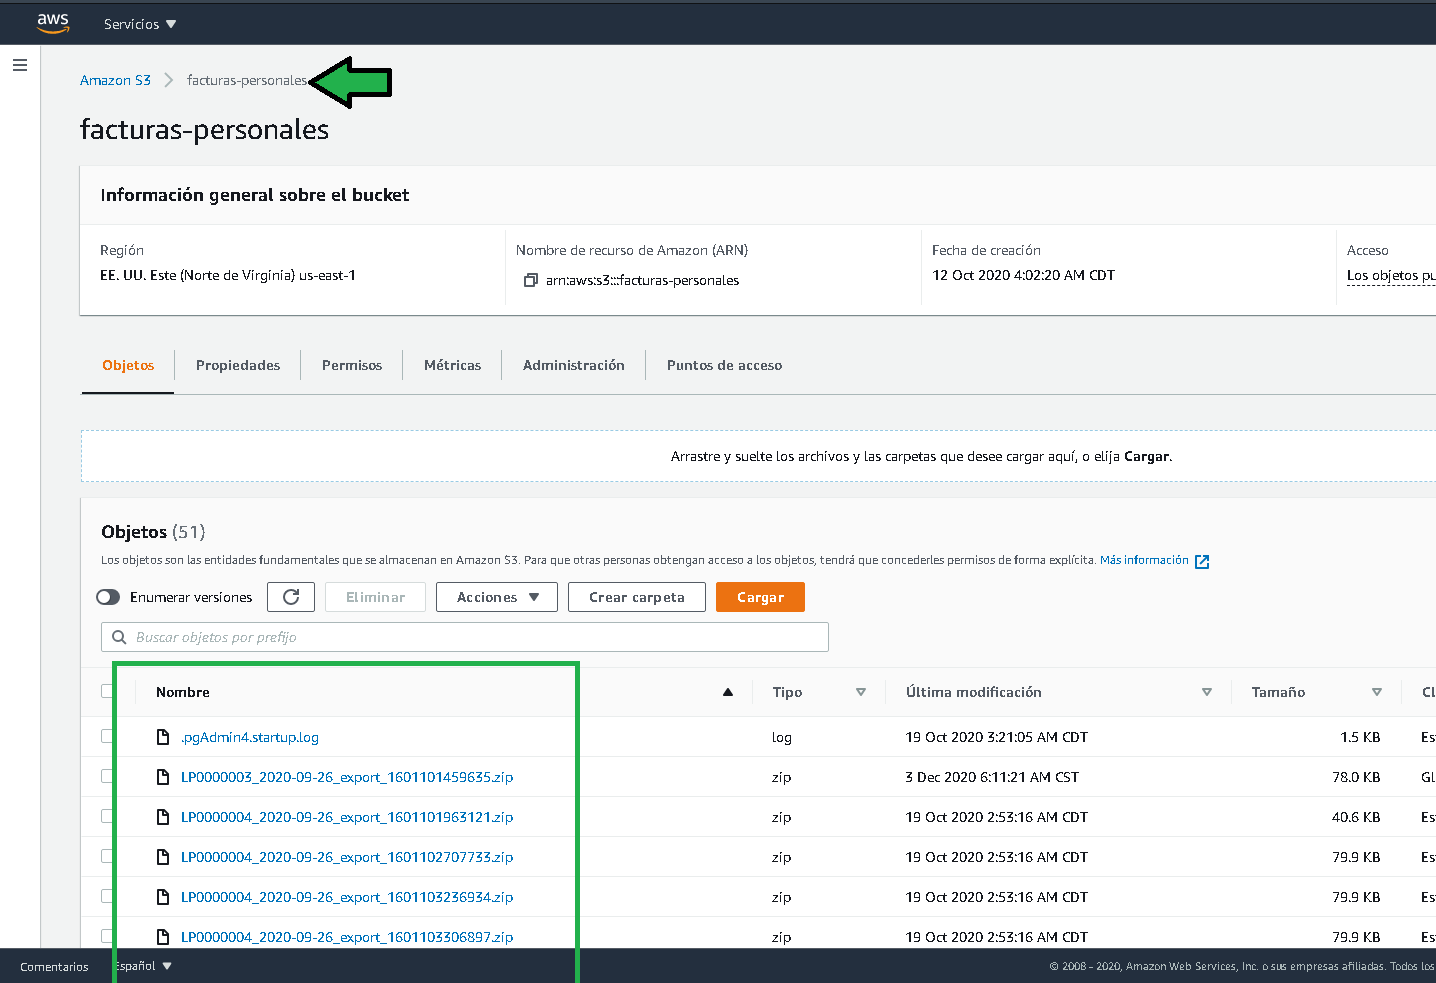 aws Servicios
Amazon S3 facturas-personales
facturas-personales
Información general sobre el bucket
Región
EE. UU. Este (Norte de Virginia) us-east-1
Nombre de recurso de Amazon (ARN)
arn:aws:s3:::facturas-personales
Fecha de creación
12 Oct 2020 4:02:20 AM CDT
Acceso
Los objetos pu
Objetos Propiedades Permisos Métricas Administración Puntos de acceso
Arrastre y suelte los archivos y las carpetas que desee cargar aquí, o elija Cargar.
Objetos (51)
Los objetos son las entidades fundamentales que se almacenan en Amazon S3. Para que otras personas obtengan acceso a los objetos, tendrá que concederles permisos de forma explícita. Más información
Enumerar versiones Eliminar Acciones Crear carpeta Cargar
Buscar objetos por prefijo
Nombre Tipo Última modificación Tamaño Cl
.pgAdmin4.startup.log log 19 Oct 2020 3:21:05 AM CDT 1.5 KB Es
LP0000003_2020-09-26_export_1601101459635.zip zip 3 Dec 2020 6:11:21 AM CST 78.0 KB Gl
LP0000004_2020-09-26_export_1601101963121.zip zip 19 Oct 2020 2:53:16 AM CDT 40.6 KB Es
LP0000004_2020-09-26_export_1601102707733.zip zip 19 Oct 2020 2:53:16 AM CDT 79.9 KB Es
LP0000004_2020-09-26_export_1601103236934.zip zip 19 Oct 2020 2:53:16 AM CDT 79.9 KB Es
LP0000004_2020-09-26_export_1601103306897.zip zip 19 Oct 2020 2:53:16 AM CDT 79.9 KB Es
Comentarios Español © 2008 - 2020, Amazon Web Services, Inc. o sus empresas afiliadas. Todos los